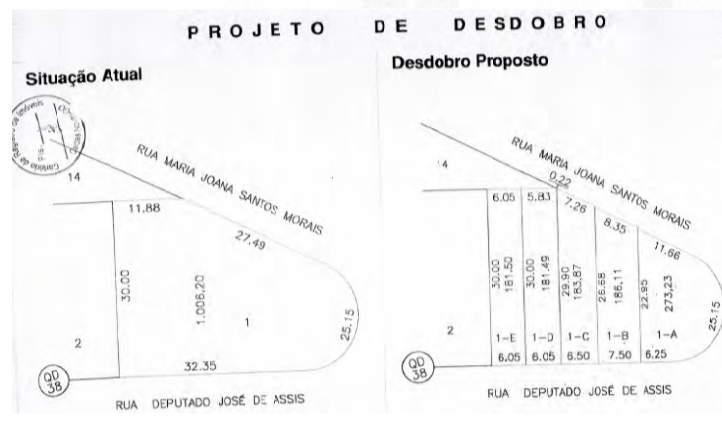 PROJETO DE DESDOBRO
Situação Atual
14
RUA MARIA JOANA SANTOS MORAIS
11.88
27.49
30.00
1.006,20
1
2
25.15
32.35
QD
38
RUA DEPUTADO JOSÉ DE ASSIS
Desdobro Proposto
4
RUA MARIA JOANA SANTOS MORAIS
0.22
6.05 5.83 7.26 8.35 11.66
30.00
181.50
30.00
181.49
29.90
183,87
26.68
186,11
22.95
273,23
25.15
2
1-E 1-D 1-C 1-B 1-A
6.05 6.05 6.50 7.50 6.25
QD
38
RUA DEPUTADO JOSÉ DE ASSIS